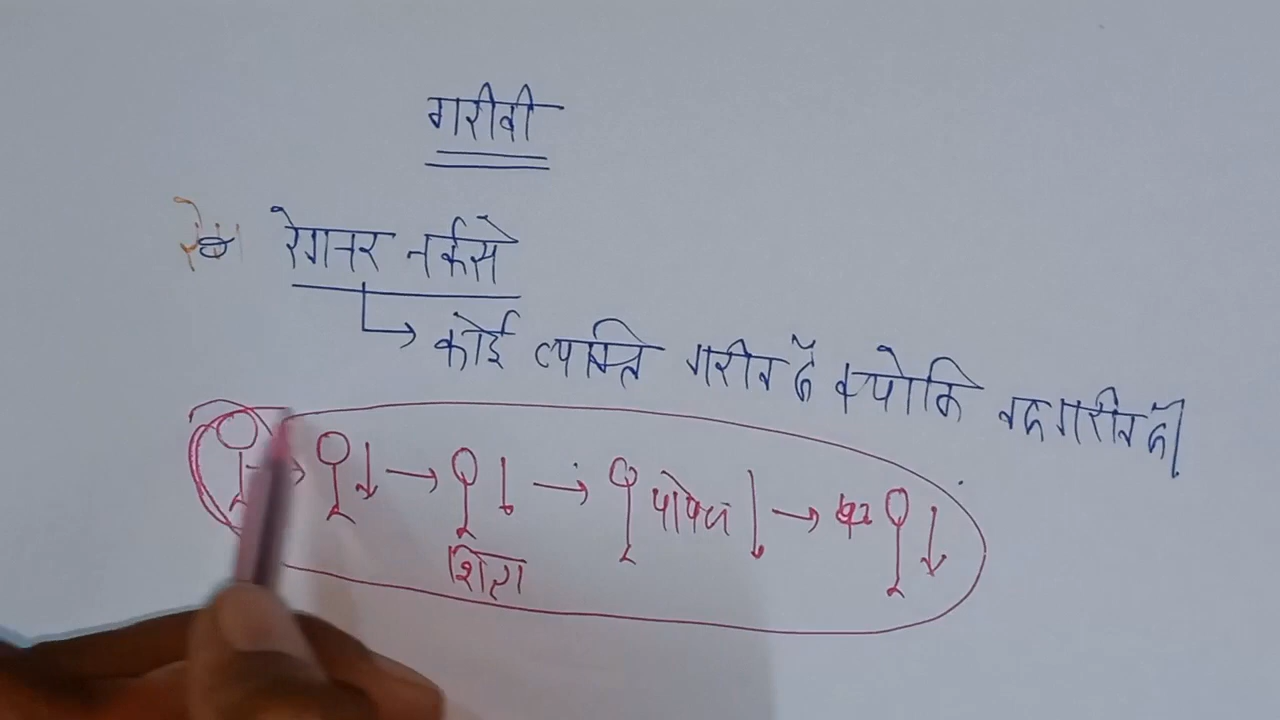 गरीबी
रेगनर नर्कसे
कोई व्यक्ति गरीब है क्योकि वह गरीब है।
पोषण
शिक्षा